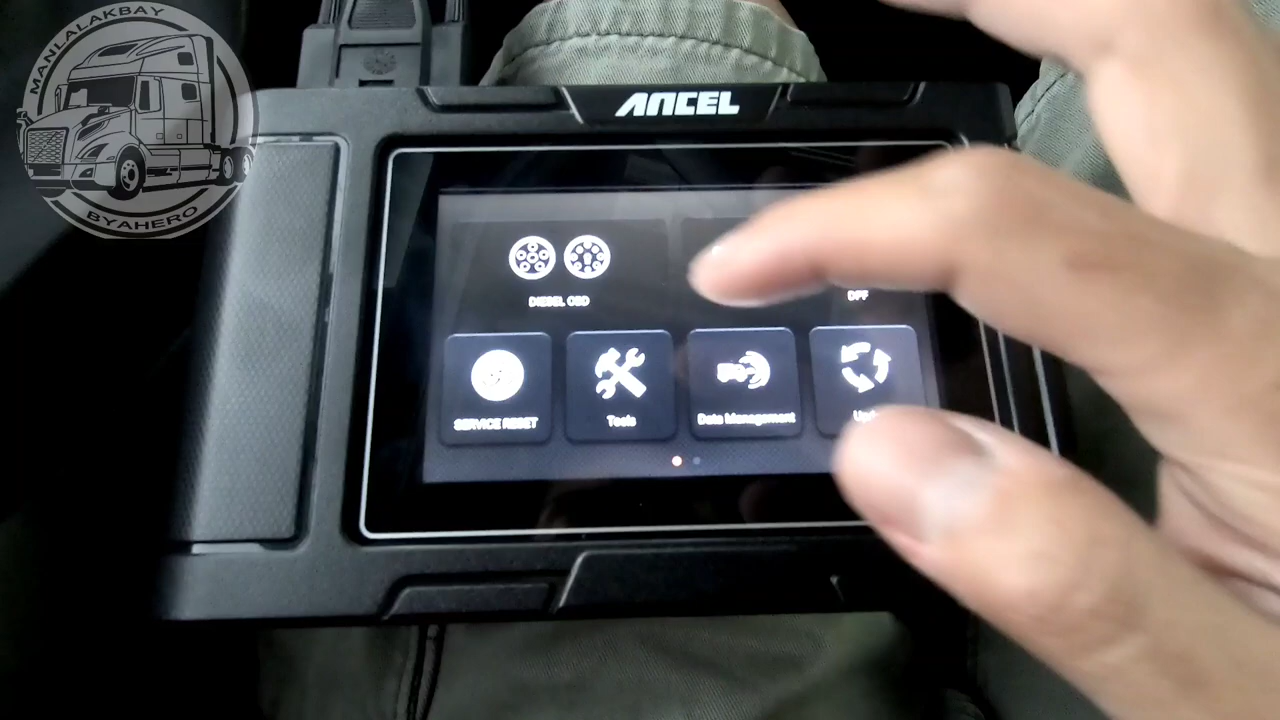 MANLALAKBAY
BYAHERO
ANCEL
DIESEL OBD
DPF
SERVICE RESET
Tools
Data Management